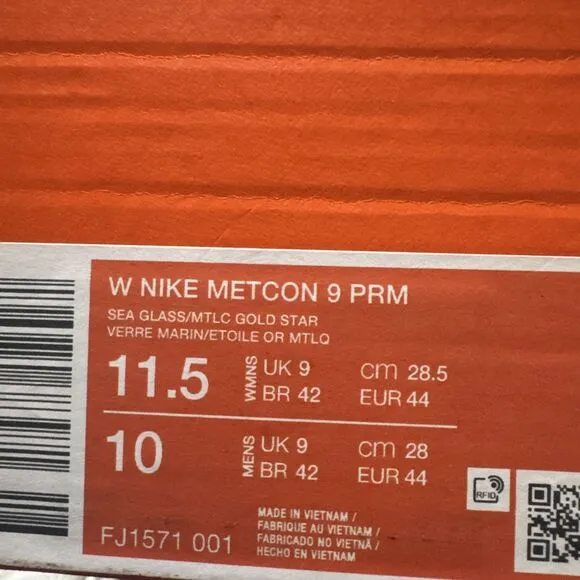 W NIKE METCON 9 PRM
SEA GLASS/MTLC GOLD STAR
VERRE MARIN/ETOILE OR MTLQ
11.5 WMNS UK 9 cm 28.5
BR 42 EUR 44
10 MENS UK 9 cm 28
BR 42 EUR 44
RFID
MADE IN VIETNAM /
FABRIQUE AU VIETNAM /
FABRICADO NO VIETNÃ /
HECHO EN VIETNAM
FJ1571 001